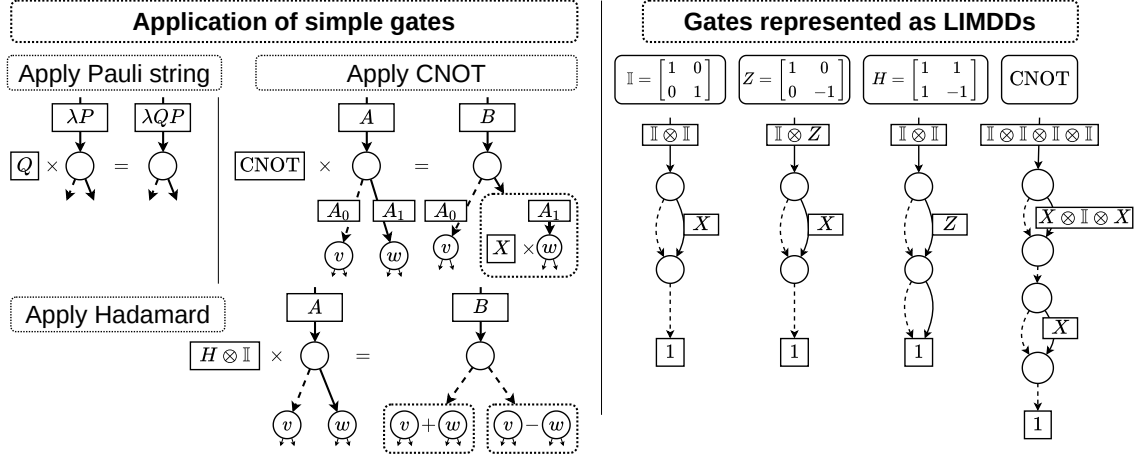 Application of simple gates
Apply Pauli string
Apply CNOT
λP
λQP
Q × =
A
B
CNOT × =
A₀ A₁ A₀ A₁
v w v X × w
Apply Hadamard
A
B
H ⊗ 𝕀 × =
v w v + w v − w
Gates represented as LIMDDs
𝕀 = [1 0
0 1]
Z = [1 0
0 −1]
H = [1 1
1 −1]
CNOT
𝕀 ⊗ 𝕀
𝕀 ⊗ Z
𝕀 ⊗ 𝕀
𝕀 ⊗ 𝕀 ⊗ 𝕀 ⊗ 𝕀
X
X
Z
X ⊗ 𝕀 ⊗ X
X
1
1
1
1